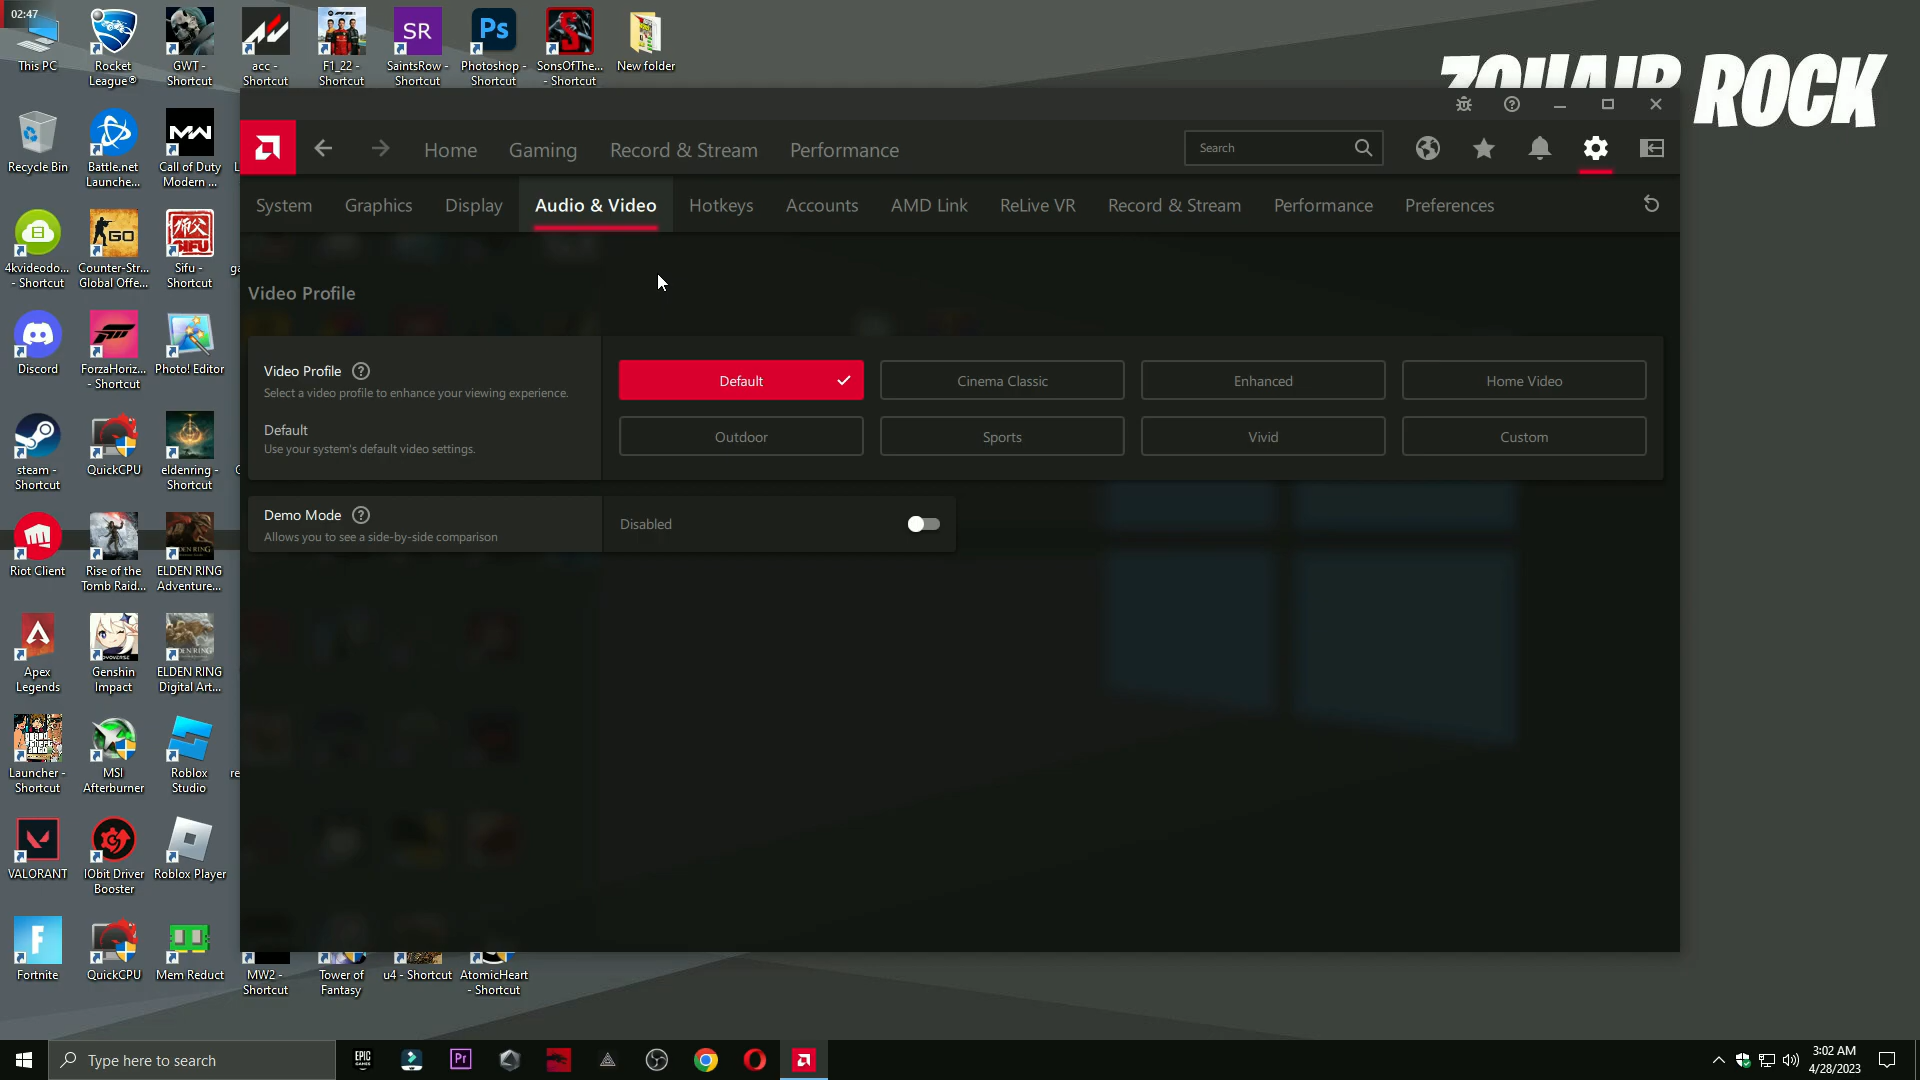 02:47
This PC
Rocket
League®
GWT -
Shortcut
acc -
Shortcut
F1_22 -
Shortcut
SR
SaintsRow -
Shortcut
Ps
Photoshop -
Shortcut
SonsOfThe...
- Shortcut
New folder
ROCK
Recycle Bin
Battle.net
Launche...
Call of Duty
Modern ...
4kvideodo...
- Shortcut
GO
Counter-Str...
Global Offe...
Sifu -
Shortcut
Discord
ForzaHoriz...
- Shortcut
Photo! Editor
steam -
Shortcut
QuickCPU
eldenring -
Shortcut
Riot Client
Rise of the
Tomb Raid...
ELDEN RING
Adventure...
Apex
Legends
Genshin
Impact
ELDEN RING
Digital Art...
Launcher -
Shortcut
MSI
Afterburner
Roblox
Studio
VALORANT
IObit Driver
Booster
Roblox Player
Fortnite
QuickCPU
Mem Reduct
MW2 -
Shortcut
Tower of
Fantasy
u4 - Shortcut
AtomicHeart
- Shortcut
Home
Gaming
Record & Stream
Performance
Search
System
Graphics
Display
Audio & Video
Hotkeys
Accounts
AMD Link
ReLive VR
Record & Stream
Performance
Preferences
Video Profile
Video Profile
Select a video profile to enhance your viewing experience.
Default
Use your system's default video settings.
Default
Cinema Classic
Enhanced
Home Video
Outdoor
Sports
Vivid
Custom
Demo Mode
Allows you to see a side-by-side comparison
Disabled
Type here to search
EPIC
GAMES
Pr
3:02 AM
4/28/2023